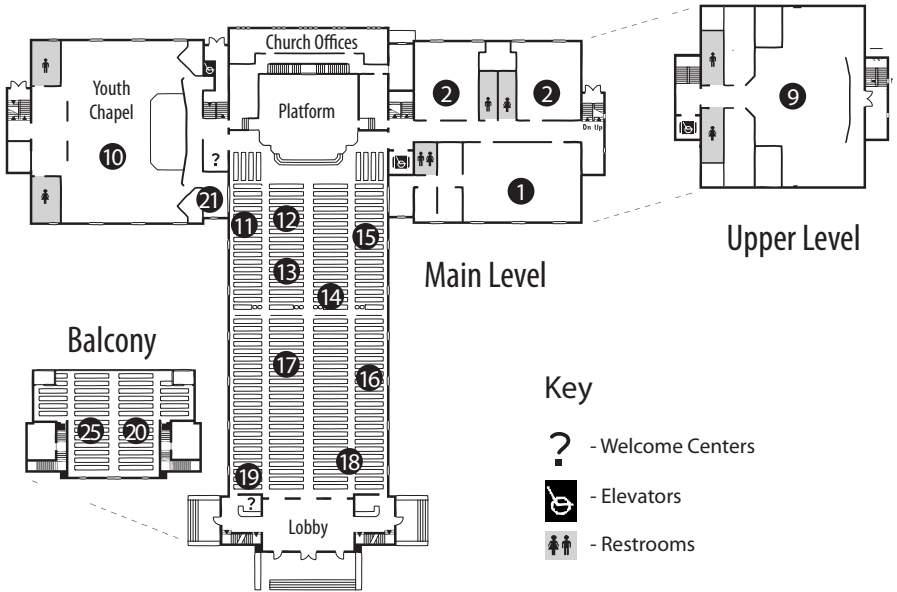 Church Offices
Youth
Chapel
Platform
2
2
9
10
Dn Up
?
21
1
11
12
15
Upper Level
13
Main Level
14
Balcony
17
16
Key
25
20
? - Welcome Centers
18
19
- Elevators
?
Lobby
- Restrooms